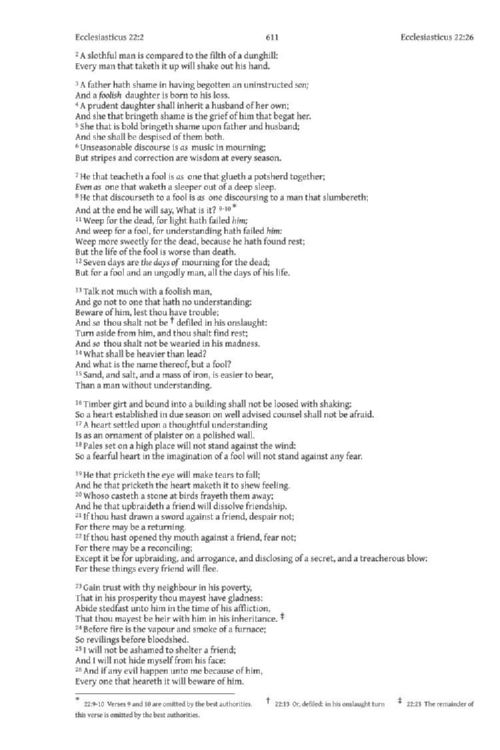 Ecclesiasticus 22:2 611 Ecclesiasticus 22:26
2 A slothful man is compared to the filth of a dunghill:
Every man that taketh it up will shake out his hand.
3 A father hath shame in having begotten an uninstructed son;
And a foolish daughter is born to his loss.
4 A prudent daughter shall inherit a husband of her own;
And she that bringeth shame is the grief of him that begat her.
5 She that is bold bringeth shame upon father and husband;
And she shall be despised of them both.
6 Unseasonable discourse is as music in mourning;
But stripes and correction are wisdom at every season.
7 He that teacheth a fool is as one that glueth a potsherd together;
Even as one that waketh a sleeper out of a deep sleep.
8 He that discourseth to a fool is as one discoursing to a man that slumbereth;
And at the end he will say, What is it? 9-10 *
11 Weep for the dead, for light hath failed him;
And weep for a fool, for understanding hath failed him:
Weep more sweetly for the dead, because he hath found rest;
But the life of the fool is worse than death.
12 Seven days are the days of mourning for the dead;
But for a fool and an ungodly man, all the days of his life.
13 Talk not much with a foolish man,
And go not to one that hath no understanding:
Beware of him, lest thou have trouble;
And so thou shalt not be † defiled in his onslaught:
Turn aside from him, and thou shalt find rest;
And so thou shalt not be wearied in his madness.
14 What shall be heavier than lead?
And what is the name thereof, but a fool?
15 Sand, and salt, and a mass of iron, is easier to bear,
Than a man without understanding.
16 Timber girt and bound into a building shall not be loosed with shaking:
So a heart established in due season on well advised counsel shall not be afraid.
17 A heart settled upon a thoughtful understanding
Is as an ornament of plaister on a polished wall.
18 Pales set on a high place will not stand against the wind:
So a fearful heart in the imagination of a fool will not stand against any fear.
19 He that pricketh the eye will make tears to fall;
And he that pricketh the heart maketh it to shew feeling.
20 Whoso casteth a stone at birds frayeth them away;
And he that upbraideth a friend will dissolve friendship.
21 If thou hast drawn a sword against a friend, despair not;
For there may be a returning.
22 If thou hast opened thy mouth against a friend, fear not;
For there may be a reconciling;
Except it be for upbraiding, and arrogance, and disclosing of a secret, and a treacherous blow:
For these things every friend will flee.
23 Gain trust with thy neighbour in his poverty,
That in his prosperity thou mayest have gladness:
Abide stedfast unto him in the time of his affliction,
That thou mayest be heir with him in his inheritance. ‡
24 Before fire is the vapour and smoke of a furnace;
So revilings before bloodshed.
25 I will not be ashamed to shelter a friend;
And I will not hide myself from his face:
26 And if any evil happen unto me because of him,
Every one that heareth it will beware of him.
* 22:9-10 Verses 9 and 10 are omitted by the best authorities. † 22:13 Or, defiled: in his onslaught turn ‡ 22:23 The remainder of
this verse is omitted by the best authorities.